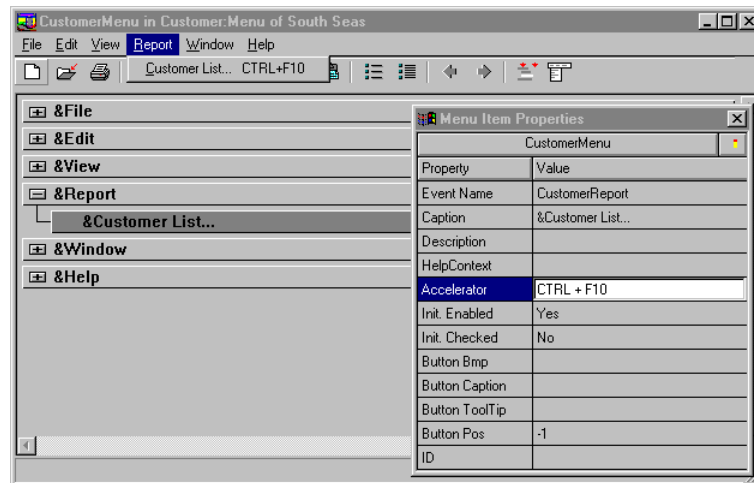 CustomerMenu in Customer:Menu of South Seas
File Edit View Report Window Help
Customer List... CTRL+F10
&File
&Edit
&View
&Report
&Customer List...
&Window
&Help
Menu Item Properties
CustomerMenu
Property Value
Event Name CustomerReport
Caption &Customer List...
Description
HelpContext
Accelerator CTRL + F10
Init. Enabled Yes
Init. Checked No
Button Bmp
Button Caption
Button ToolTip
Button Pos -1
ID